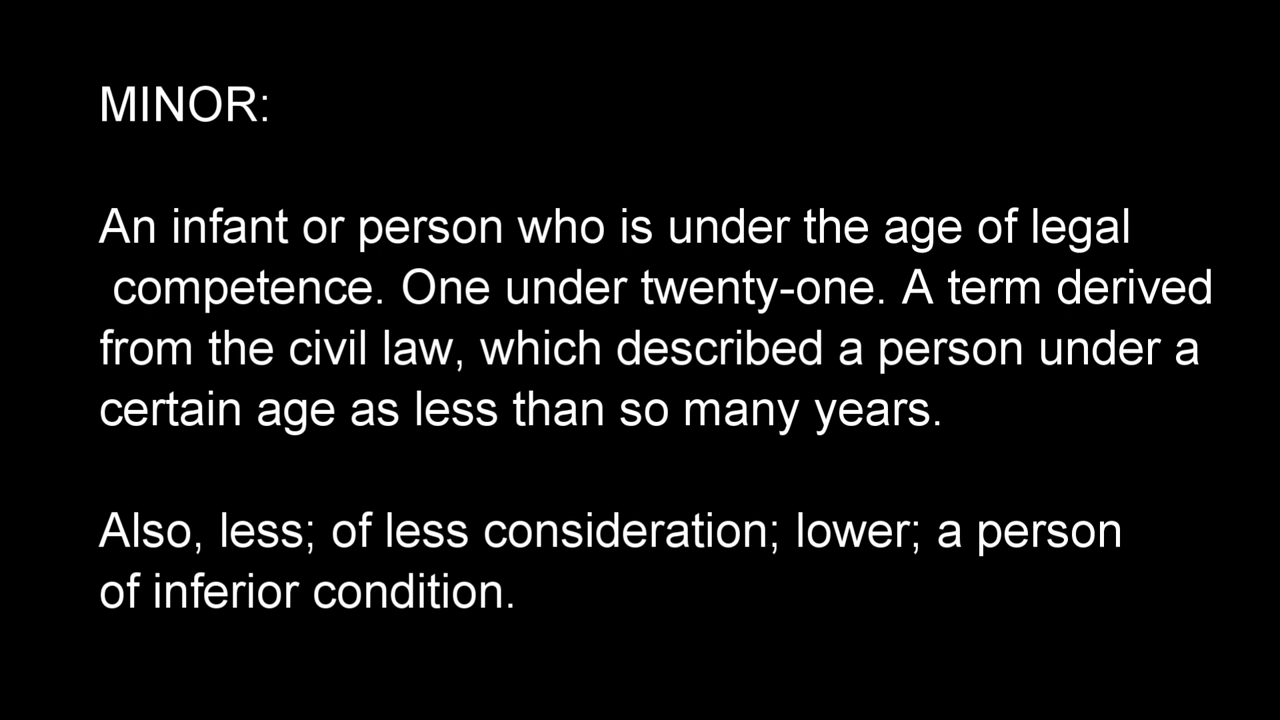 MINOR:
An infant or person who is under the age of legal
competence. One under twenty-one. A term derived
from the civil law, which described a person under a
certain age as less than so many years.
Also, less; of less consideration; lower; a person
of inferior condition.